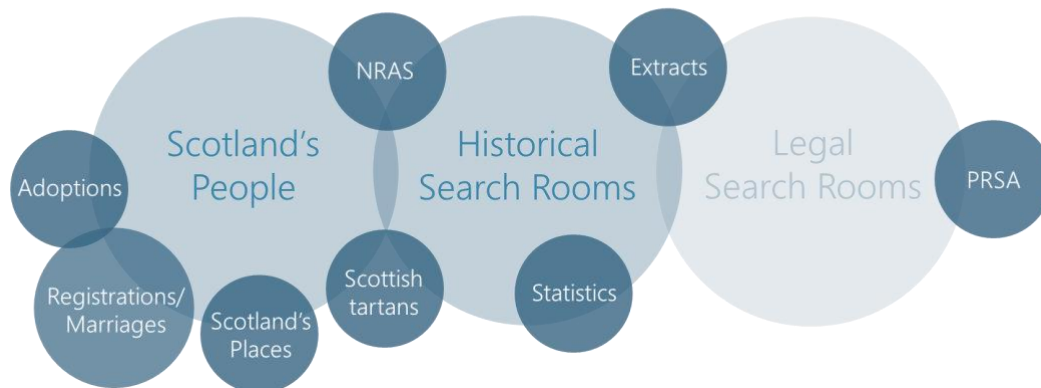 NRAS
Extracts
Scotland's
People
Historical
Search Rooms
Legal
Search Rooms
Adoptions
PRSA
Registrations/
Marriages
Scotland's
Places
Scottish
tartans
Statistics